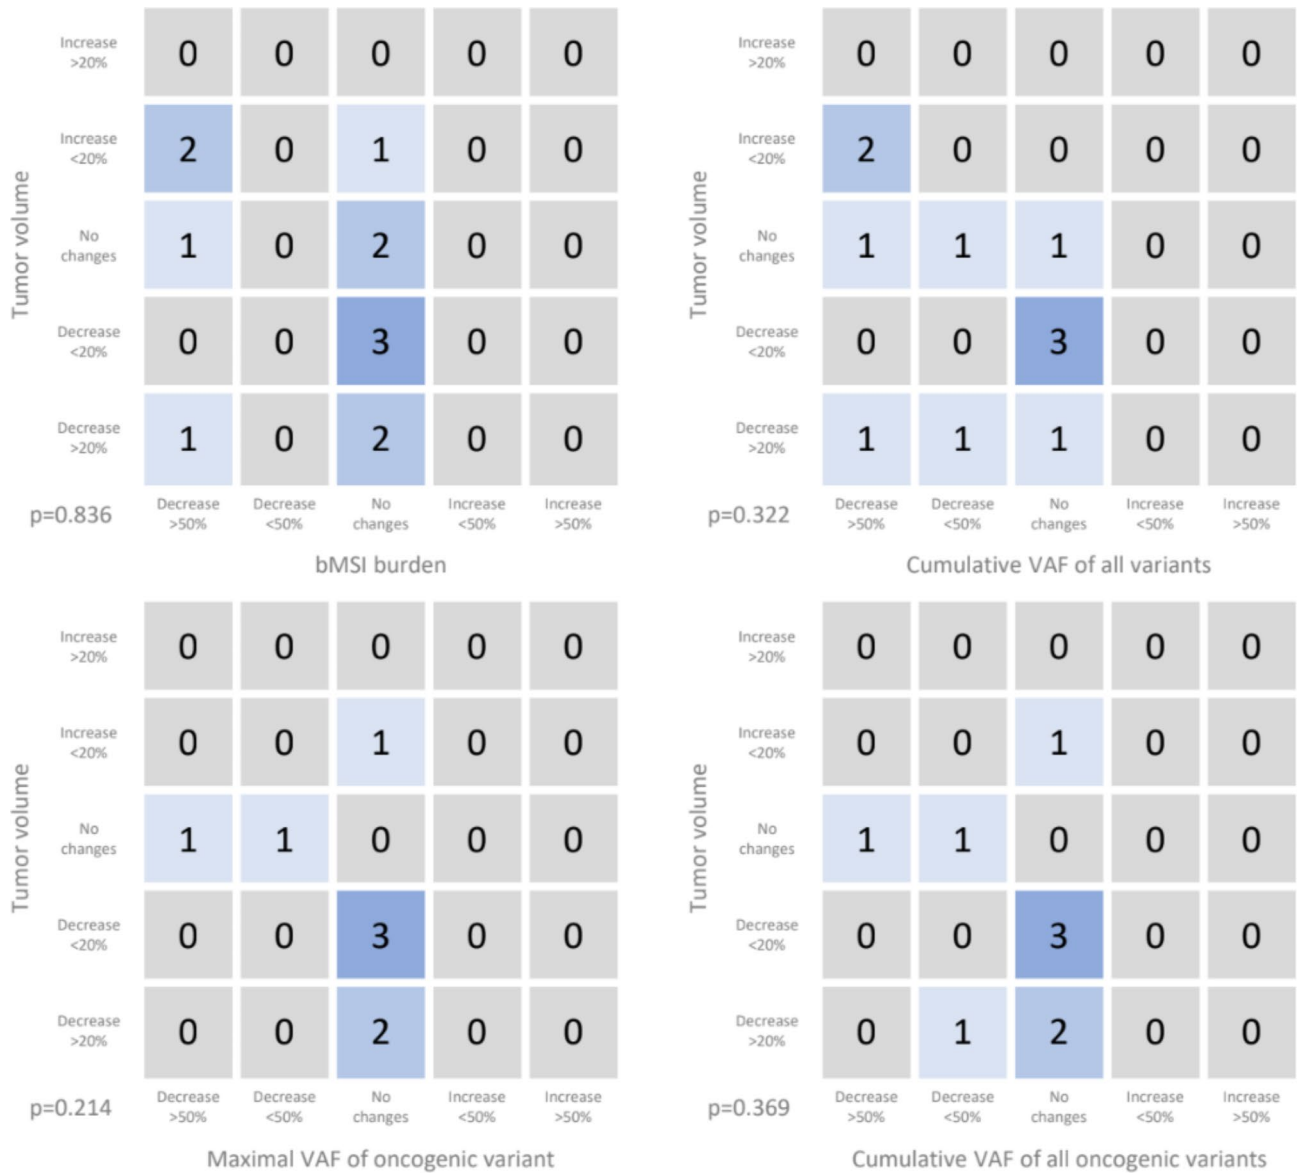 Increase
>20%
0 0 0 0 0
Increase
<20%
2 0 1 0 0
No
changes
1 0 2 0 0
Decrease
<20%
0 0 3 0 0
Decrease
>20%
1 0 2 0 0
Tumor volume
p=0.836
Decrease
>50%
Decrease
<50%
No
changes
Increase
<50%
Increase
>50%
bMSI burden
Increase
>20%
0 0 0 0 0
Increase
<20%
2 0 0 0 0
No
changes
1 1 1 0 0
Decrease
<20%
0 0 3 0 0
Decrease
>20%
1 1 1 0 0
Tumor volume
p=0.322
Decrease
>50%
Decrease
<50%
No
changes
Increase
<50%
Increase
>50%
Cumulative VAF of all variants
Increase
>20%
0 0 0 0 0
Increase
<20%
0 0 1 0 0
No
changes
1 1 0 0 0
Decrease
<20%
0 0 3 0 0
Decrease
>20%
0 0 2 0 0
Tumor volume
p=0.214
Decrease
>50%
Decrease
<50%
No
changes
Increase
<50%
Increase
>50%
Maximal VAF of oncogenic variant
Increase
>20%
0 0 0 0 0
Increase
<20%
0 0 1 0 0
No
changes
1 1 0 0 0
Decrease
<20%
0 0 3 0 0
Decrease
>20%
0 1 2 0 0
Tumor volume
p=0.369
Decrease
>50%
Decrease
<50%
No
changes
Increase
<50%
Increase
>50%
Cumulative VAF of all oncogenic variants